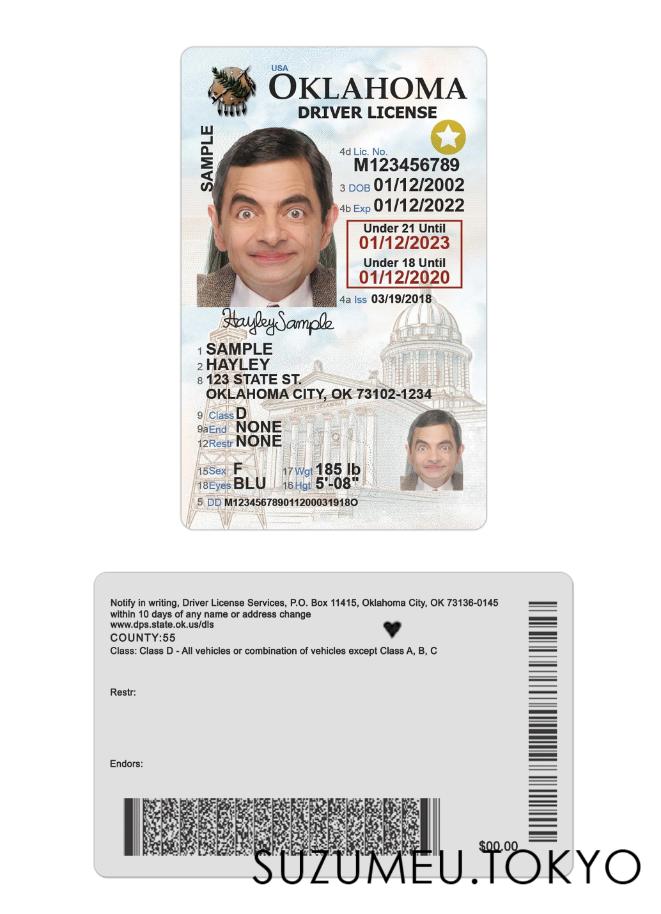 USA
OKLAHOMA
DRIVER LICENSE
SAMPLE
4d Lic. No.
M123456789
3 DOB 01/12/2002
4b Exp 01/12/2022
Under 21 Until
01/12/2023
Under 18 Until
01/12/2020
4a Iss 03/19/2018
HayleySample
1 SAMPLE
2 HAYLEY
8 123 STATE ST.
OKLAHOMA CITY, OK 73102-1234
9 Class D
9a End NONE
12 Restr NONE
15 Sex F 17 Wgt 185 lb
18 Eyes BLU 16 Hgt 5'-08"
5 DD M123456789011200031918O
Notify in writing, Driver License Services, P.O. Box 11415, Oklahoma City, OK 73136-0145
within 10 days of any name or address change
www.dps.state.ok.us/dls
COUNTY:55
Class: Class D - All vehicles or combination of vehicles except Class A, B, C
Restr:
Endors:
$00.00
SUZUMEU.TOKYO